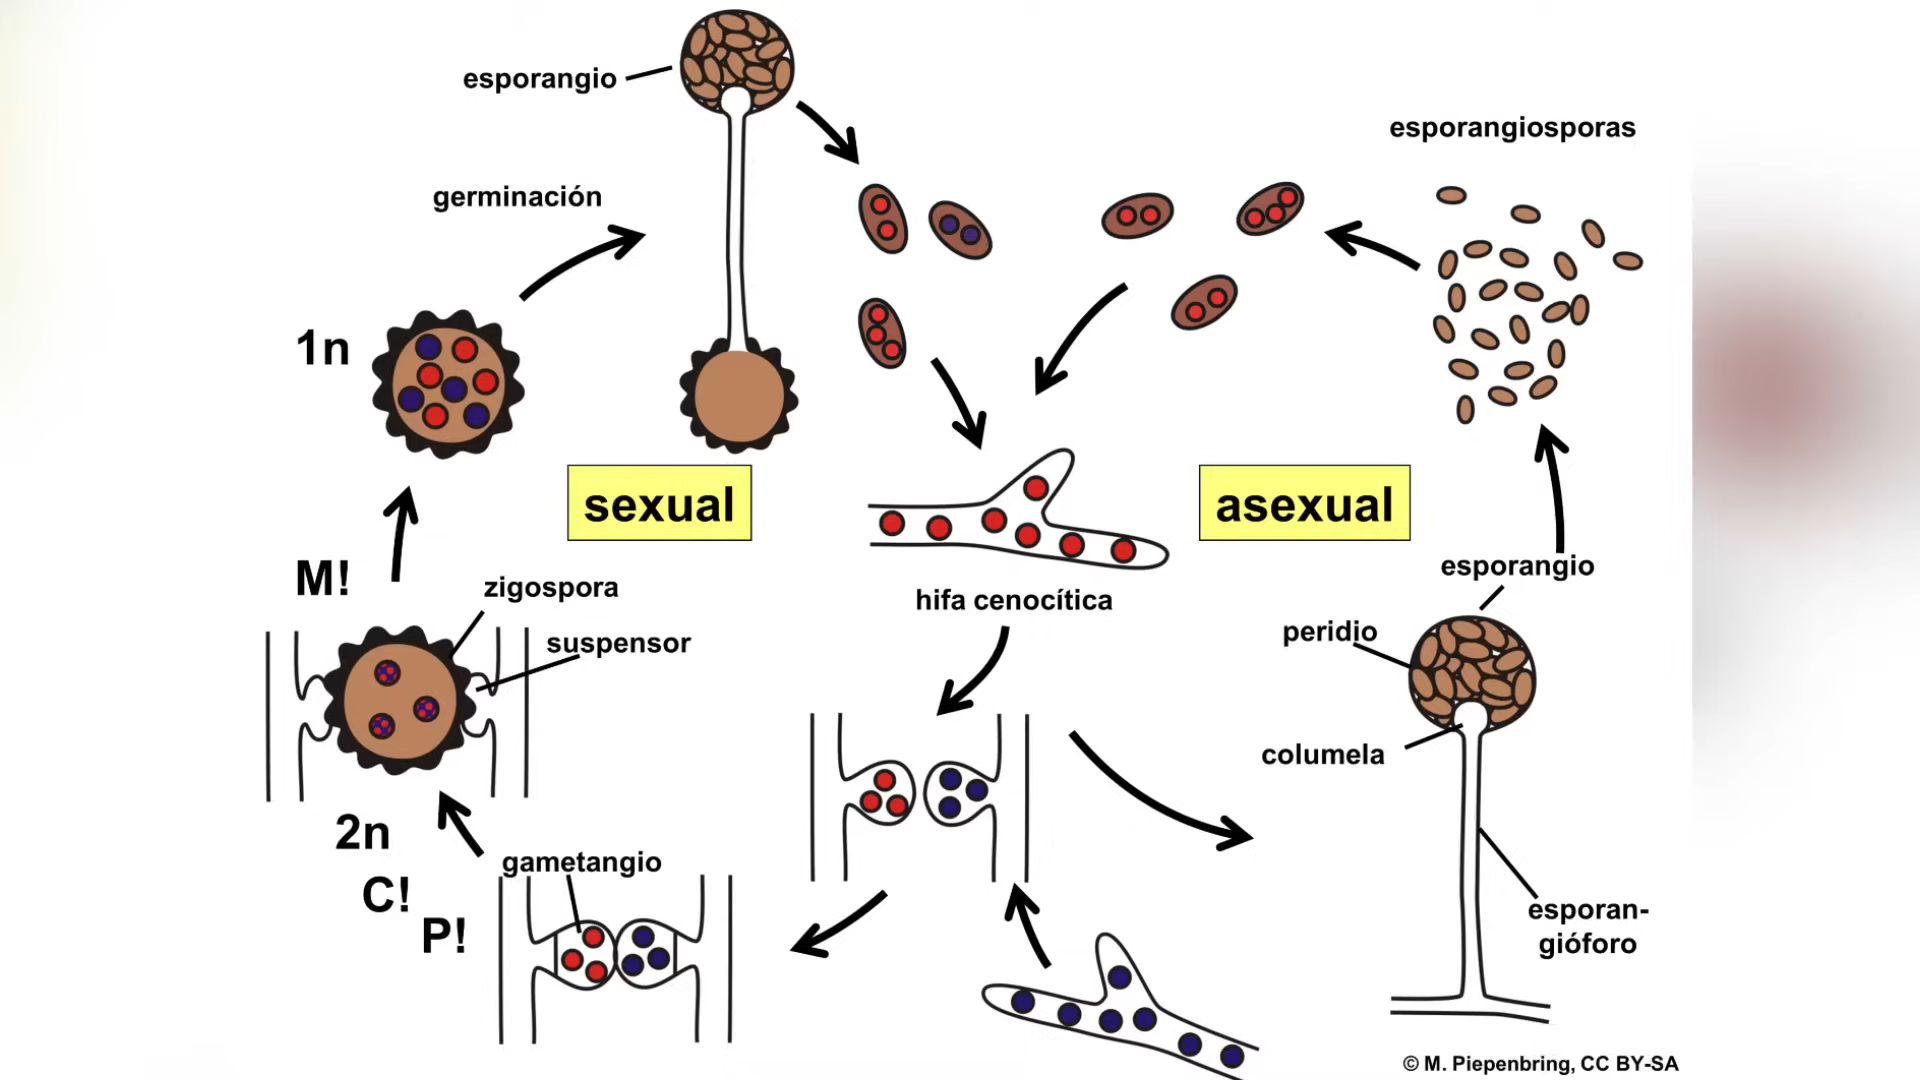 esporangio
esporangiosporas
germinación
1n
sexual
asexual
M!
zigospora
suspensor
hifa cenocítica
esporangio
peridio
columela
2n
C!
P!
gametangio
esporan-
gióforo
© M. Piepenbring, CC BY-SA